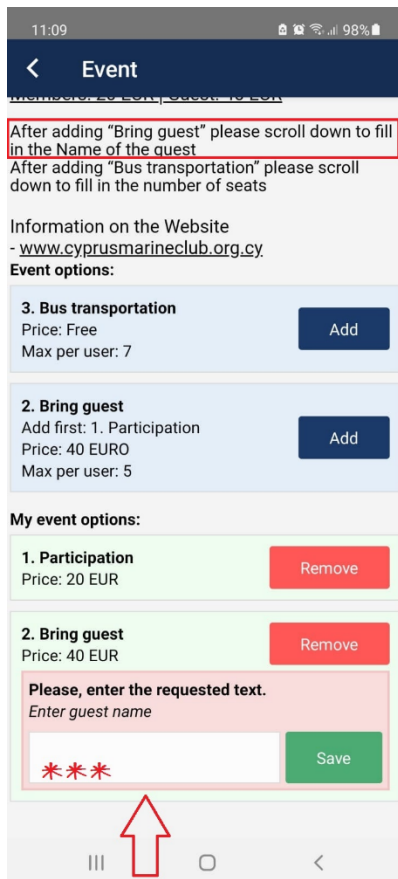 11:09 98%
Event
Members: 20 EUR | Guest: 40 EUR
After adding “Bring guest” please scroll down to fill
in the Name of the guest
After adding “Bus transportation” please scroll
down to fill in the number of seats
Information on the Website
- www.cyprusmarineclub.org.cy
Event options:
3. Bus transportation
Price: Free
Max per user: 7
Add
2. Bring guest
Add first: 1. Participation
Price: 40 EURO
Max per user: 5
Add
My event options:
1. Participation
Price: 20 EUR
Remove
2. Bring guest
Price: 40 EUR
Remove
Please, enter the requested text.
Enter guest name
***
Save